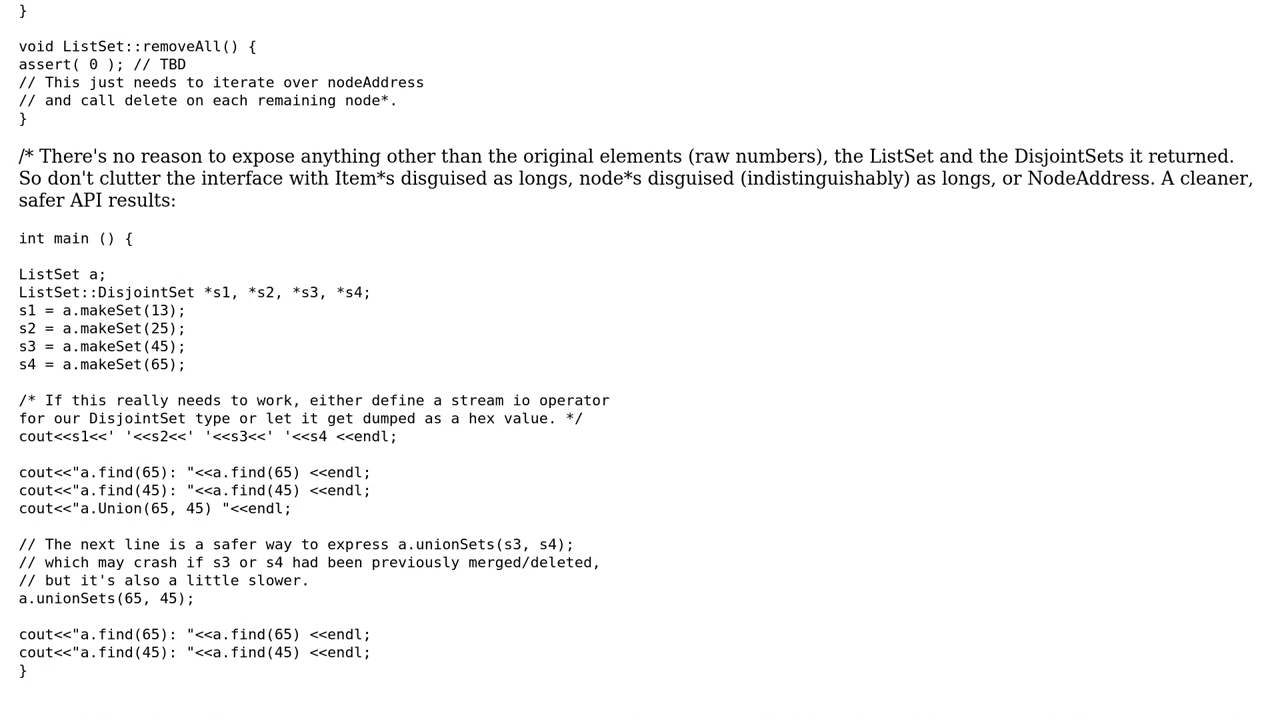 }
void ListSet::removeAll() {
assert( 0 ); // TBD
// This just needs to iterate over nodeAddress
// and call delete on each remaining node*.
}
/* There's no reason to expose anything other than the original elements (raw numbers), the ListSet and the DisjointSets it returned.
So don't clutter the interface with Item*s disguised as longs, node*s disguised (indistinguishably) as longs, or NodeAddress. A cleaner,
safer API results:
int main () {
ListSet a;
ListSet::DisjointSet *s1, *s2, *s3, *s4;
s1 = a.makeSet(13);
s2 = a.makeSet(25);
s3 = a.makeSet(45);
s4 = a.makeSet(65);
/* If this really needs to work, either define a stream io operator
for our DisjointSet type or let it get dumped as a hex value. */
cout<<s1<<' '<<s2<<' '<<s3<<' '<<s4 <<endl;
cout<<"a.find(65): "<<a.find(65) <<endl;
cout<<"a.find(45): "<<a.find(45) <<endl;
cout<<"a.Union(65, 45) "<<endl;
// The next line is a safer way to express a.unionSets(s3, s4);
// which may crash if s3 or s4 had been previously merged/deleted,
// but it's also a little slower.
a.unionSets(65, 45);
cout<<"a.find(65): "<<a.find(65) <<endl;
cout<<"a.find(45): "<<a.find(45) <<endl;
}